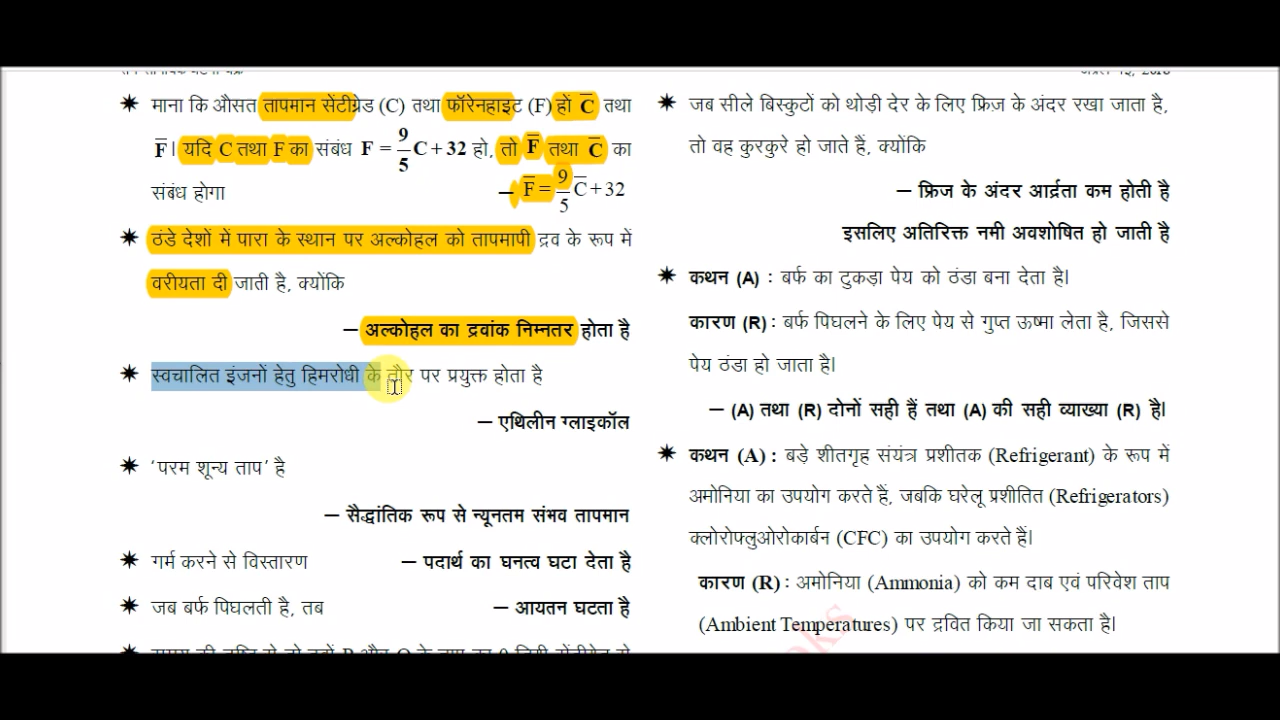 ✷ माना कि औसत तापमान सेंटीग्रेड (C) तथा फॉरेनहाइट (F) हों C̅ तथा
F̅। यदि C तथा F का संबंध F = 9/5 C + 32 हो, तो F̅ तथा C̅ का
संबंध होगा — F̅ = 9/5 C̅ + 32
✷ ठंडे देशों में पारा के स्थान पर अल्कोहल को तापमापी द्रव के रूप में
वरीयता दी जाती है, क्योंकि
— अल्कोहल का द्रवांक निम्नतर होता है
✷ स्वचालित इंजनों हेतु हिमरोधी के तौर पर प्रयुक्त होता है
— एथिलीन ग्लाइकॉल
✷ 'परम शून्य ताप' है
— सैद्धांतिक रूप से न्यूनतम संभव तापमान
✷ गर्म करने से विस्तारण — पदार्थ का घनत्व घटा देता है
✷ जब बर्फ पिघलती है, तब — आयतन घटता है
✷ जब सीले बिस्कुटों को थोड़ी देर के लिए फ्रिज के अंदर रखा जाता है,
तो वह कुरकुरे हो जाते हैं, क्योंकि
— फ्रिज के अंदर आर्द्रता कम होती है
इसलिए अतिरिक्त नमी अवशोषित हो जाती है
✷ कथन (A) : बर्फ का टुकड़ा पेय को ठंडा बना देता है।
कारण (R) : बर्फ पिघलने के लिए पेय से गुप्त ऊष्मा लेता है, जिससे
पेय ठंडा हो जाता है।
— (A) तथा (R) दोनों सही हैं तथा (A) की सही व्याख्या (R) है।
✷ कथन (A) : बड़े शीतगृह संयंत्र प्रशीतक (Refrigerant) के रूप में
अमोनिया का उपयोग करते हैं, जबकि घरेलू प्रशीतित (Refrigerators)
क्लोरोफ्लुओरोकार्बन (CFC) का उपयोग करते हैं।
कारण (R) : अमोनिया (Ammonia) को कम दाब एवं परिवेश ताप
(Ambient Temperatures) पर द्रवित किया जा सकता है।